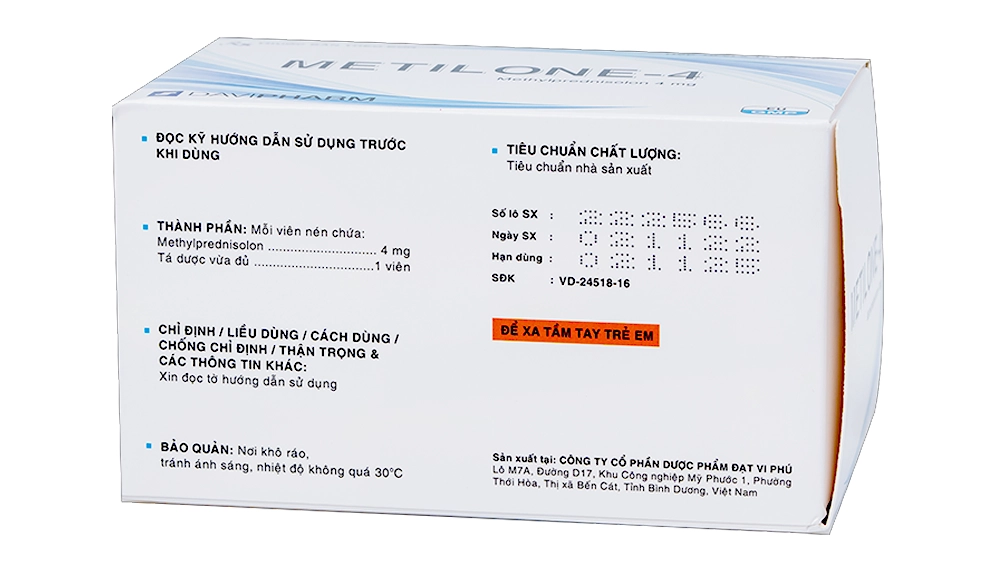 METILONE-4
Methylprednisolon 4 mg
DAVIPHARM
EU
GMP
ĐỌC KỸ HƯỚNG DẪN SỬ DỤNG TRƯỚC
KHI DÙNG
THÀNH PHẦN: Mỗi viên nén chứa:
Methylprednisolon ................................ 4 mg
Tá dược vừa đủ ................................1 viên
CHỈ ĐỊNH / LIỀU DÙNG / CÁCH DÙNG /
CHỐNG CHỈ ĐỊNH / THẬN TRỌNG &
CÁC THÔNG TIN KHÁC:
Xin đọc tờ hướng dẫn sử dụng
BẢO QUẢN: Nơi khô ráo,
tránh ánh sáng, nhiệt độ không quá 30°C
TIÊU CHUẨN CHẤT LƯỢNG:
Tiêu chuẩn nhà sản xuất
Số lô SX :
Ngày SX : 021122
Hạn dùng : 021125
SĐK : VD-24518-16
ĐỂ XA TẦM TAY TRẺ EM
Sản xuất tại: CÔNG TY CỔ PHẦN DƯỢC PHẨM ĐẠT VI PHÚ
Lô M7A, Đường D17, Khu Công nghiệp Mỹ Phước 1, Phường
Thới Hòa, Thị xã Bến Cát, Tỉnh Bình Dương, Việt Nam
METILONE-4